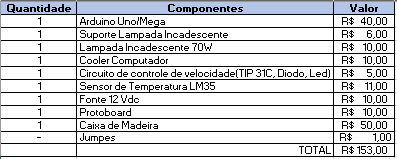 Quantidade Componentes Valor
1 Arduino Uno/Mega R$ 40,00
1 Suporte Lampada Incadescente R$ 6,00
1 Lampada Incadescente 70W R$ 10,00
1 Cooler Computador R$ 10,00
1 Circuito de controle de velocidade(TIP 31C, Diodo, Led) R$ 5,00
1 Sensor de Temperatura LM35 R$ 11,00
1 Fonte 12 Vdc R$ 10,00
1 Protoboard R$ 10,00
1 Caixa de Madeira R$ 50,00
- Jumpes R$ 1,00
TOTAL R$ 153,00